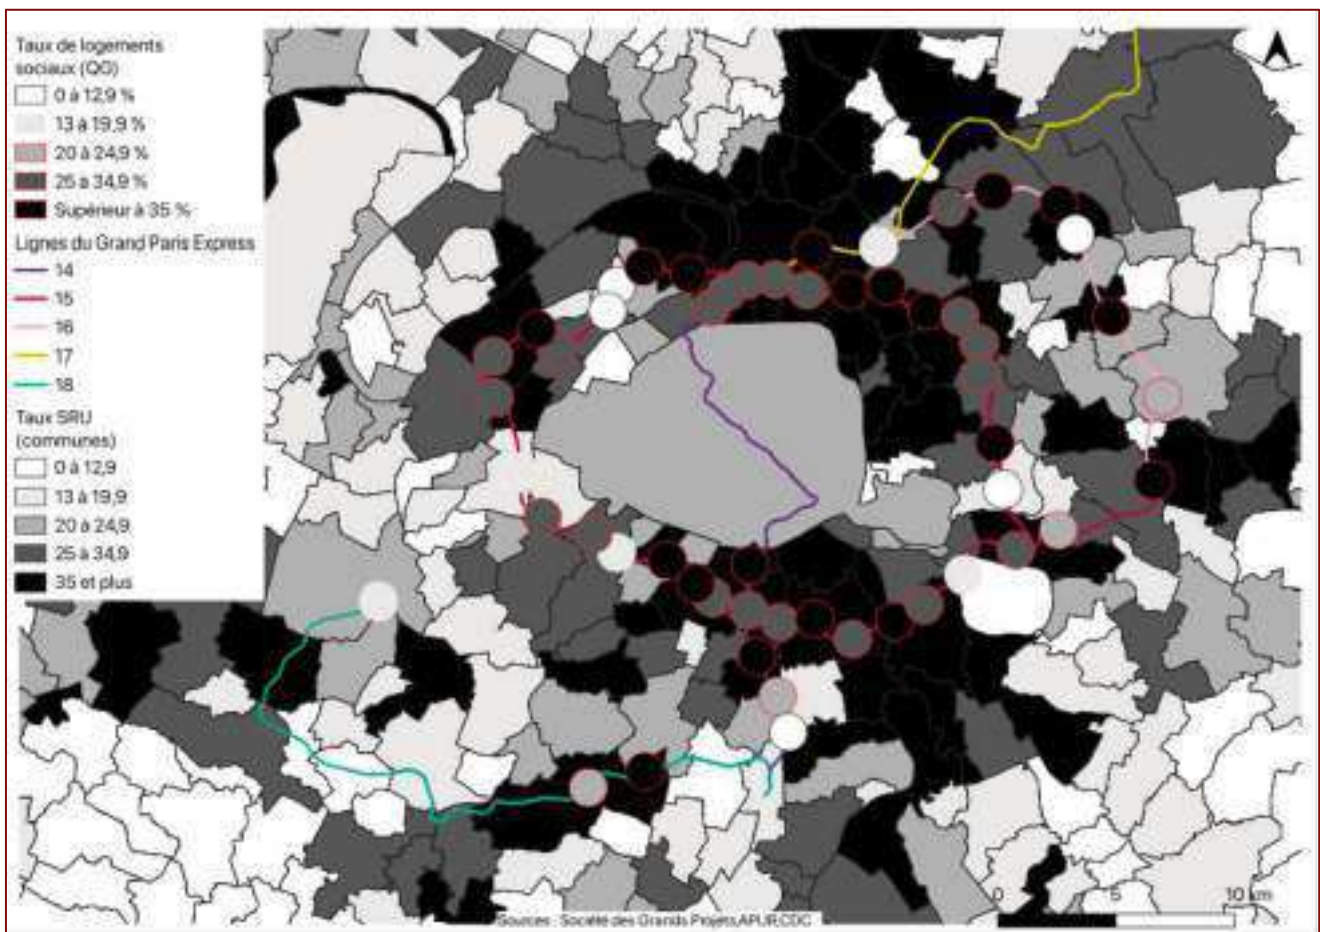 Taux de logements
sociaux (QG)
0 à 12,9 %
13 à 19,9 %
20 à 24,9 %
25 à 34,9 %
Supérieur à 35 %
Lignes du Grand Paris Express
14
15
16
17
18
Taux SRU
(communes)
0 à 12,9
13 à 19,9
20 à 24,9
25 à 34,9
35 et plus
0 5 10 km
Sources : Société des Grands Projets,APUR,CDC